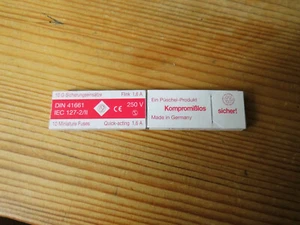 10 G-Sicherungseinsätze Flink 1,6 A
DIN 41661
IEC 127-2/II
250 V
10 Miniature Fuses Quick-acting 1,6 A
Ein Püschel-Produkt
Kompromißlos
Made in Germany
sicher!